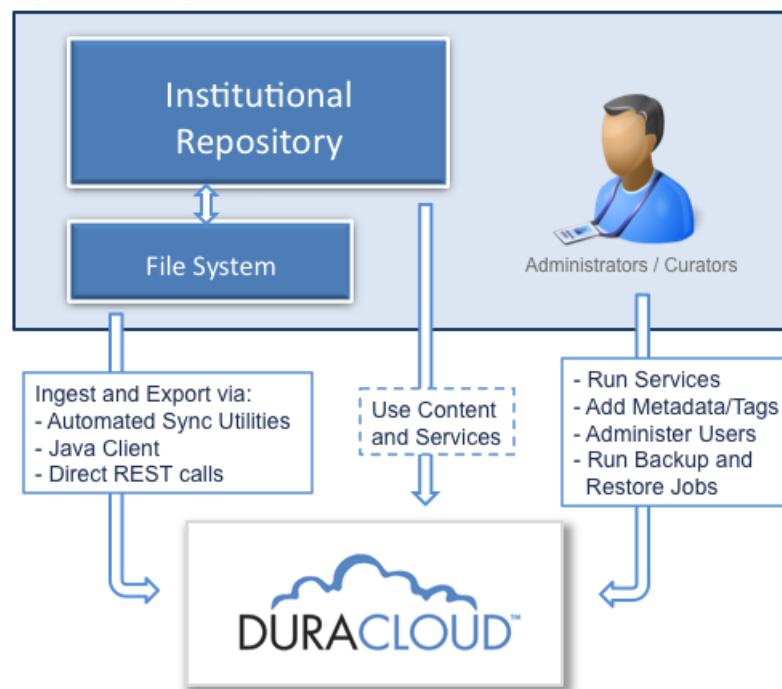 Institutional
Repository
File System
Administrators / Curators
Ingest and Export via:
- Automated Sync Utilities
- Java Client
- Direct REST calls
Use Content
and Services
- Run Services
- Add Metadata/Tags
- Administer Users
- Run Backup and
Restore Jobs
DURACLOUD™